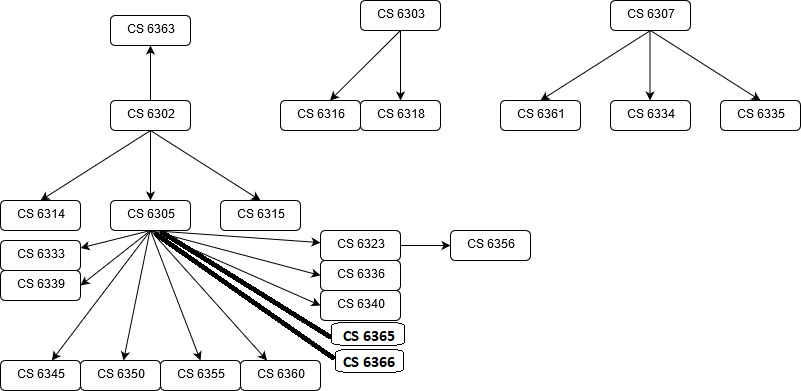 CS 6303
CS 6307
CS 6363
CS 6302
CS 6316
CS 6318
CS 6361
CS 6334
CS 6335
CS 6314
CS 6305
CS 6315
CS 6333
CS 6323
CS 6356
CS 6339
CS 6336
CS 6340
CS 6365
CS 6366
CS 6345
CS 6350
CS 6355
CS 6360